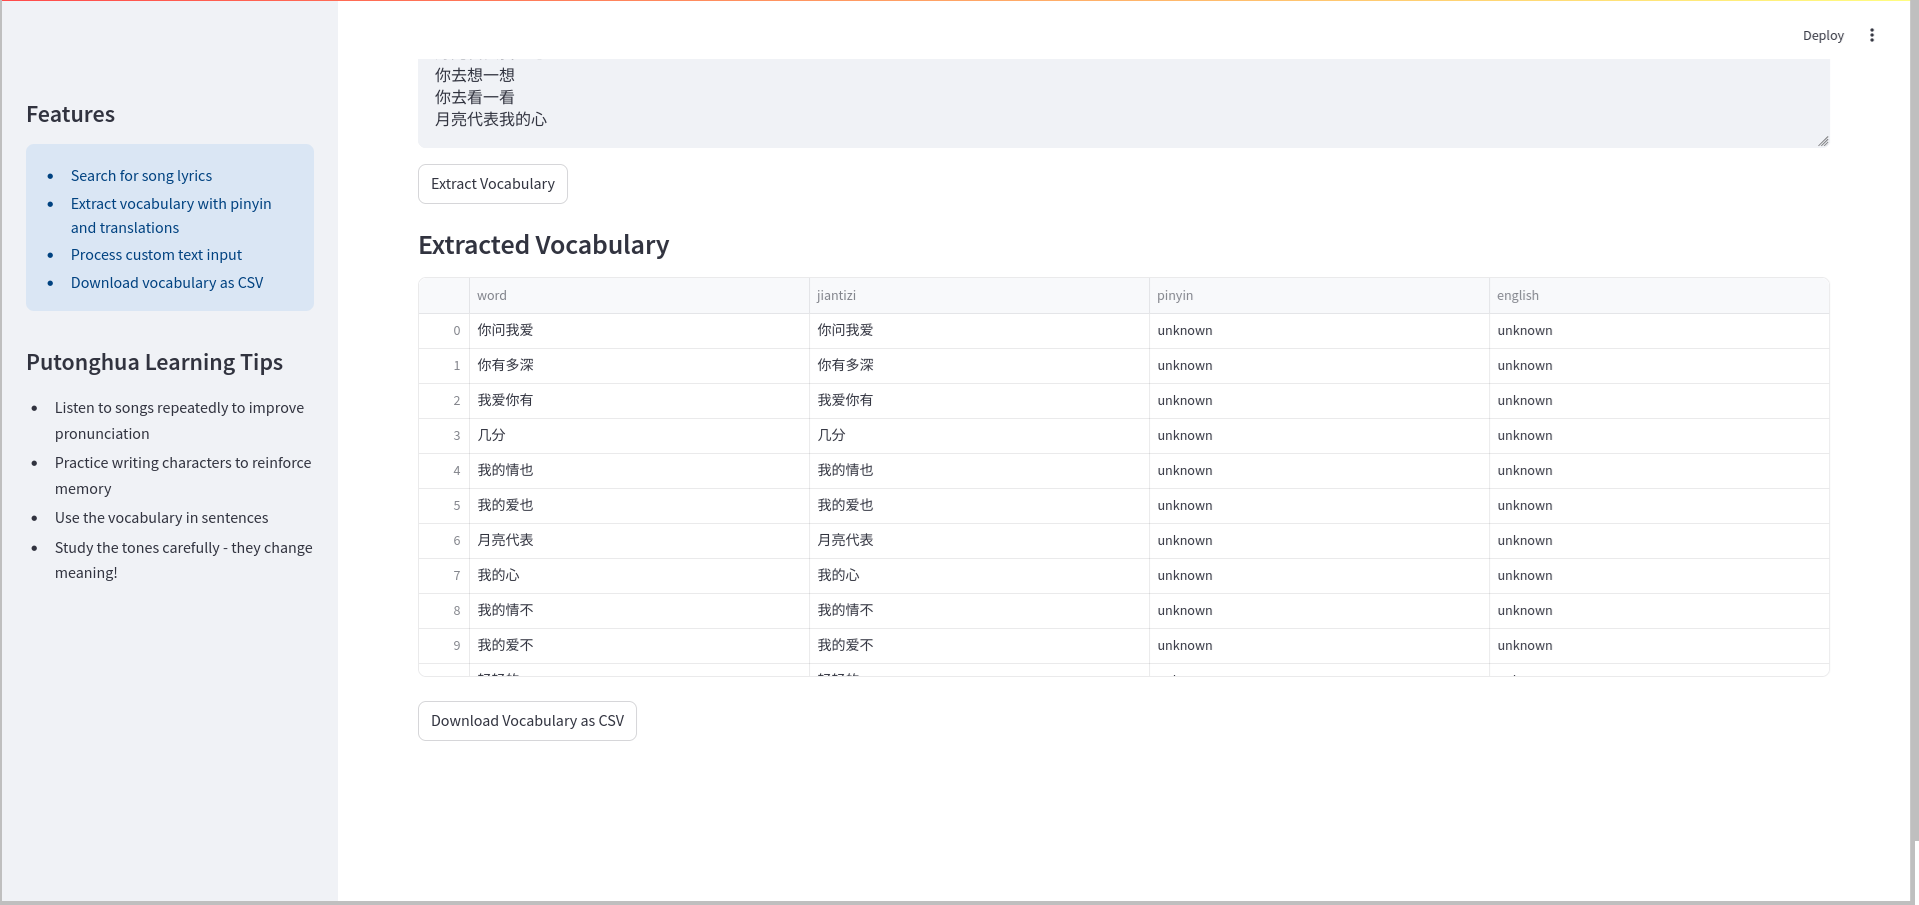 Deploy
Features
Search for song lyrics
Extract vocabulary with pinyin
and translations
Process custom text input
Download vocabulary as CSV
Putonghua Learning Tips
Listen to songs repeatedly to improve
pronunciation
Practice writing characters to reinforce
memory
Use the vocabulary in sentences
Study the tones carefully - they change
meaning!
你去想一想
你去看一看
月亮代表我的心
Extract Vocabulary
Extracted Vocabulary
word jiantizi pinyin english
0 你问我爱 你问我爱 unknown unknown
1 你有多深 你有多深 unknown unknown
2 我爱你有 我爱你有 unknown unknown
3 几分 几分 unknown unknown
4 我的情也 我的情也 unknown unknown
5 我的爱也 我的爱也 unknown unknown
6 月亮代表 月亮代表 unknown unknown
7 我的心 我的心 unknown unknown
8 我的情不 我的情不 unknown unknown
9 我的爱不 我的爱不 unknown unknown
Download Vocabulary as CSV